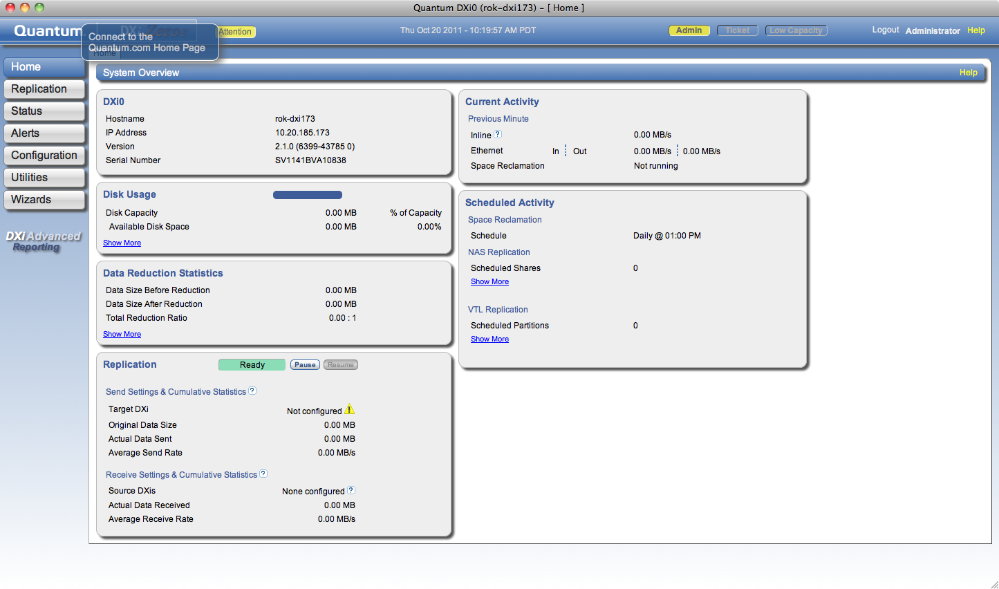 Quantum DXi0 (rok-dxi173) – [ Home ]
Quantum.
DXi
Attention
Thu Oct 20 2011 - 10:19:57 AM PDT
Admin
Ticket
Low Capacity
Logout
Administrator
Help
Connect to the
Quantum.com Home Page
Home
Home
Replication
Status
Alerts
Configuration
Utilities
Wizards
DXi Advanced
Reporting
System Overview
Help
DXi0
Hostname rok-dxi173
IP Address 10.20.185.173
Version 2.1.0 (6399-43785 0)
Serial Number SV1141BVA10838
Disk Usage
Disk Capacity 0.00 MB % of Capacity
Available Disk Space 0.00 MB 0.00%
Show More
Data Reduction Statistics
Data Size Before Reduction 0.00 MB
Data Size After Reduction 0.00 MB
Total Reduction Ratio 0.00 : 1
Show More
Replication Ready Pause Resume
Send Settings & Cumulative Statistics ?
Target DXi Not configured !
Original Data Size 0.00 MB
Actual Data Sent 0.00 MB
Average Send Rate 0.00 MB/s
Receive Settings & Cumulative Statistics ?
Source DXis None configured ?
Actual Data Received 0.00 MB
Average Receive Rate 0.00 MB/s
Current Activity
Previous Minute
Inline ? 0.00 MB/s
Ethernet In Out 0.00 MB/s 0.00 MB/s
Space Reclamation Not running
Scheduled Activity
Space Reclamation
Schedule Daily @ 01:00 PM
NAS Replication
Scheduled Shares 0
Show More
VTL Replication
Scheduled Partitions 0
Show More